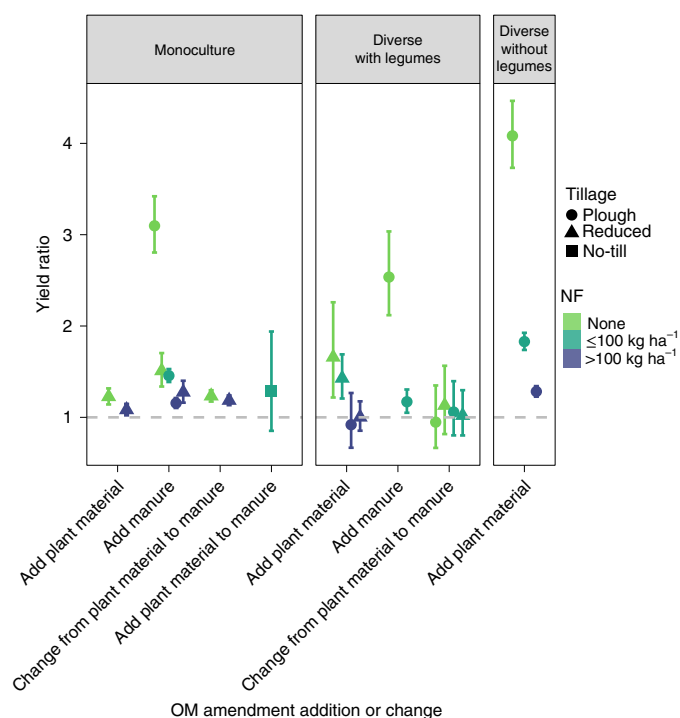 Monoculture
Diverse
with legumes
Diverse
without
legumes
Yield ratio
4
3
2
1
Tillage
Plough
Reduced
No-till
NF
None
≤100 kg ha⁻¹
>100 kg ha⁻¹
Add plant material
Add manure
Change from plant material to manure
Add plant material to manure
Add plant material
Add manure
Change from plant material to manure
Add plant material
OM amendment addition or change